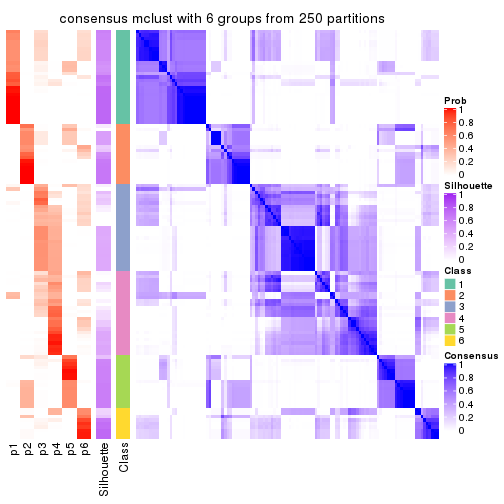 consensus mclust with 6 groups from 250 partitions
Prob
1
0.8
0.6
0.4
0.2
0
Silhouette
1
0.8
0.6
0.4
0.2
0
Class
1
2
3
4
5
6
Consensus
1
0.8
0.6
0.4
0.2
0
p1
p2
p3
p4
p5
p6
Silhouette
Class